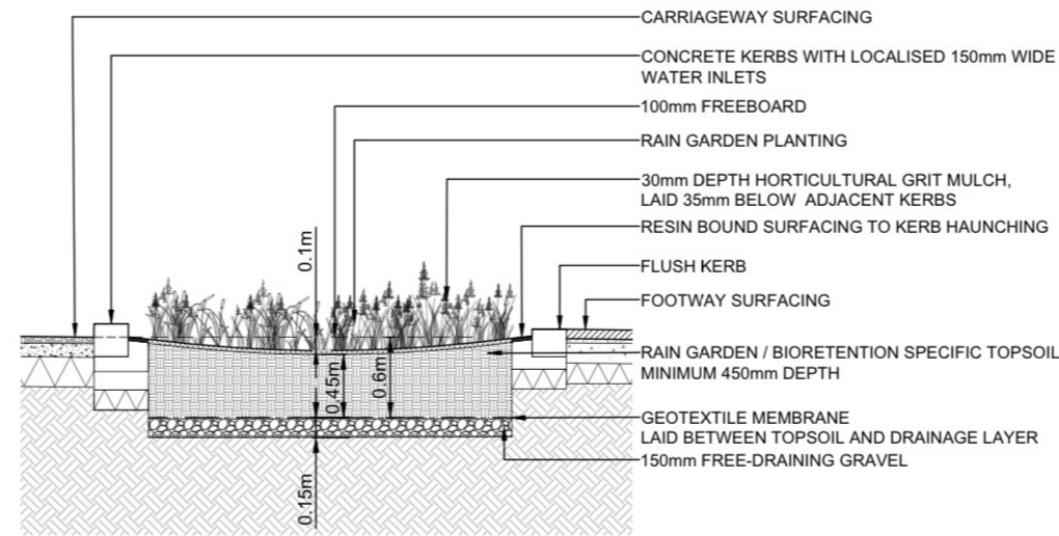 CARRIAGEWAY SURFACING
CONCRETE KERBS WITH LOCALISED 150mm WIDE
WATER INLETS
100mm FREEBOARD
RAIN GARDEN PLANTING
30mm DEPTH HORTICULTURAL GRIT MULCH,
LAID 35mm BELOW ADJACENT KERBS
RESIN BOUND SURFACING TO KERB HAUNCHING
FLUSH KERB
FOOTWAY SURFACING
RAIN GARDEN / BIORETENTION SPECIFIC TOPSOIL
MINIMUM 450mm DEPTH
GEOTEXTILE MEMBRANE
LAID BETWEEN TOPSOIL AND DRAINAGE LAYER
150mm FREE-DRAINING GRAVEL
0.1m
0.45m
0.6m
0.15m